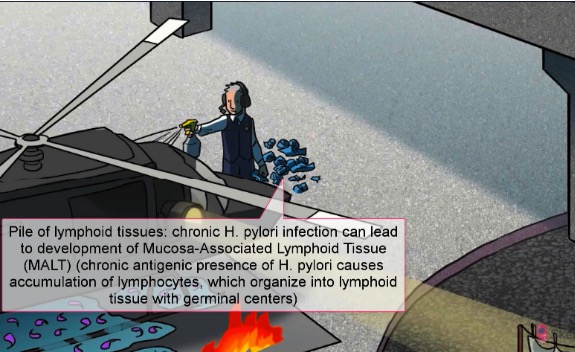 Pile of lymphoid tissues: chronic H. pylori infection can lead
to development of Mucosa-Associated Lymphoid Tissue
(MALT) (chronic antigenic presence of H. pylori causes
accumulation of lymphocytes, which organize into lymphoid
tissue with germinal centers)